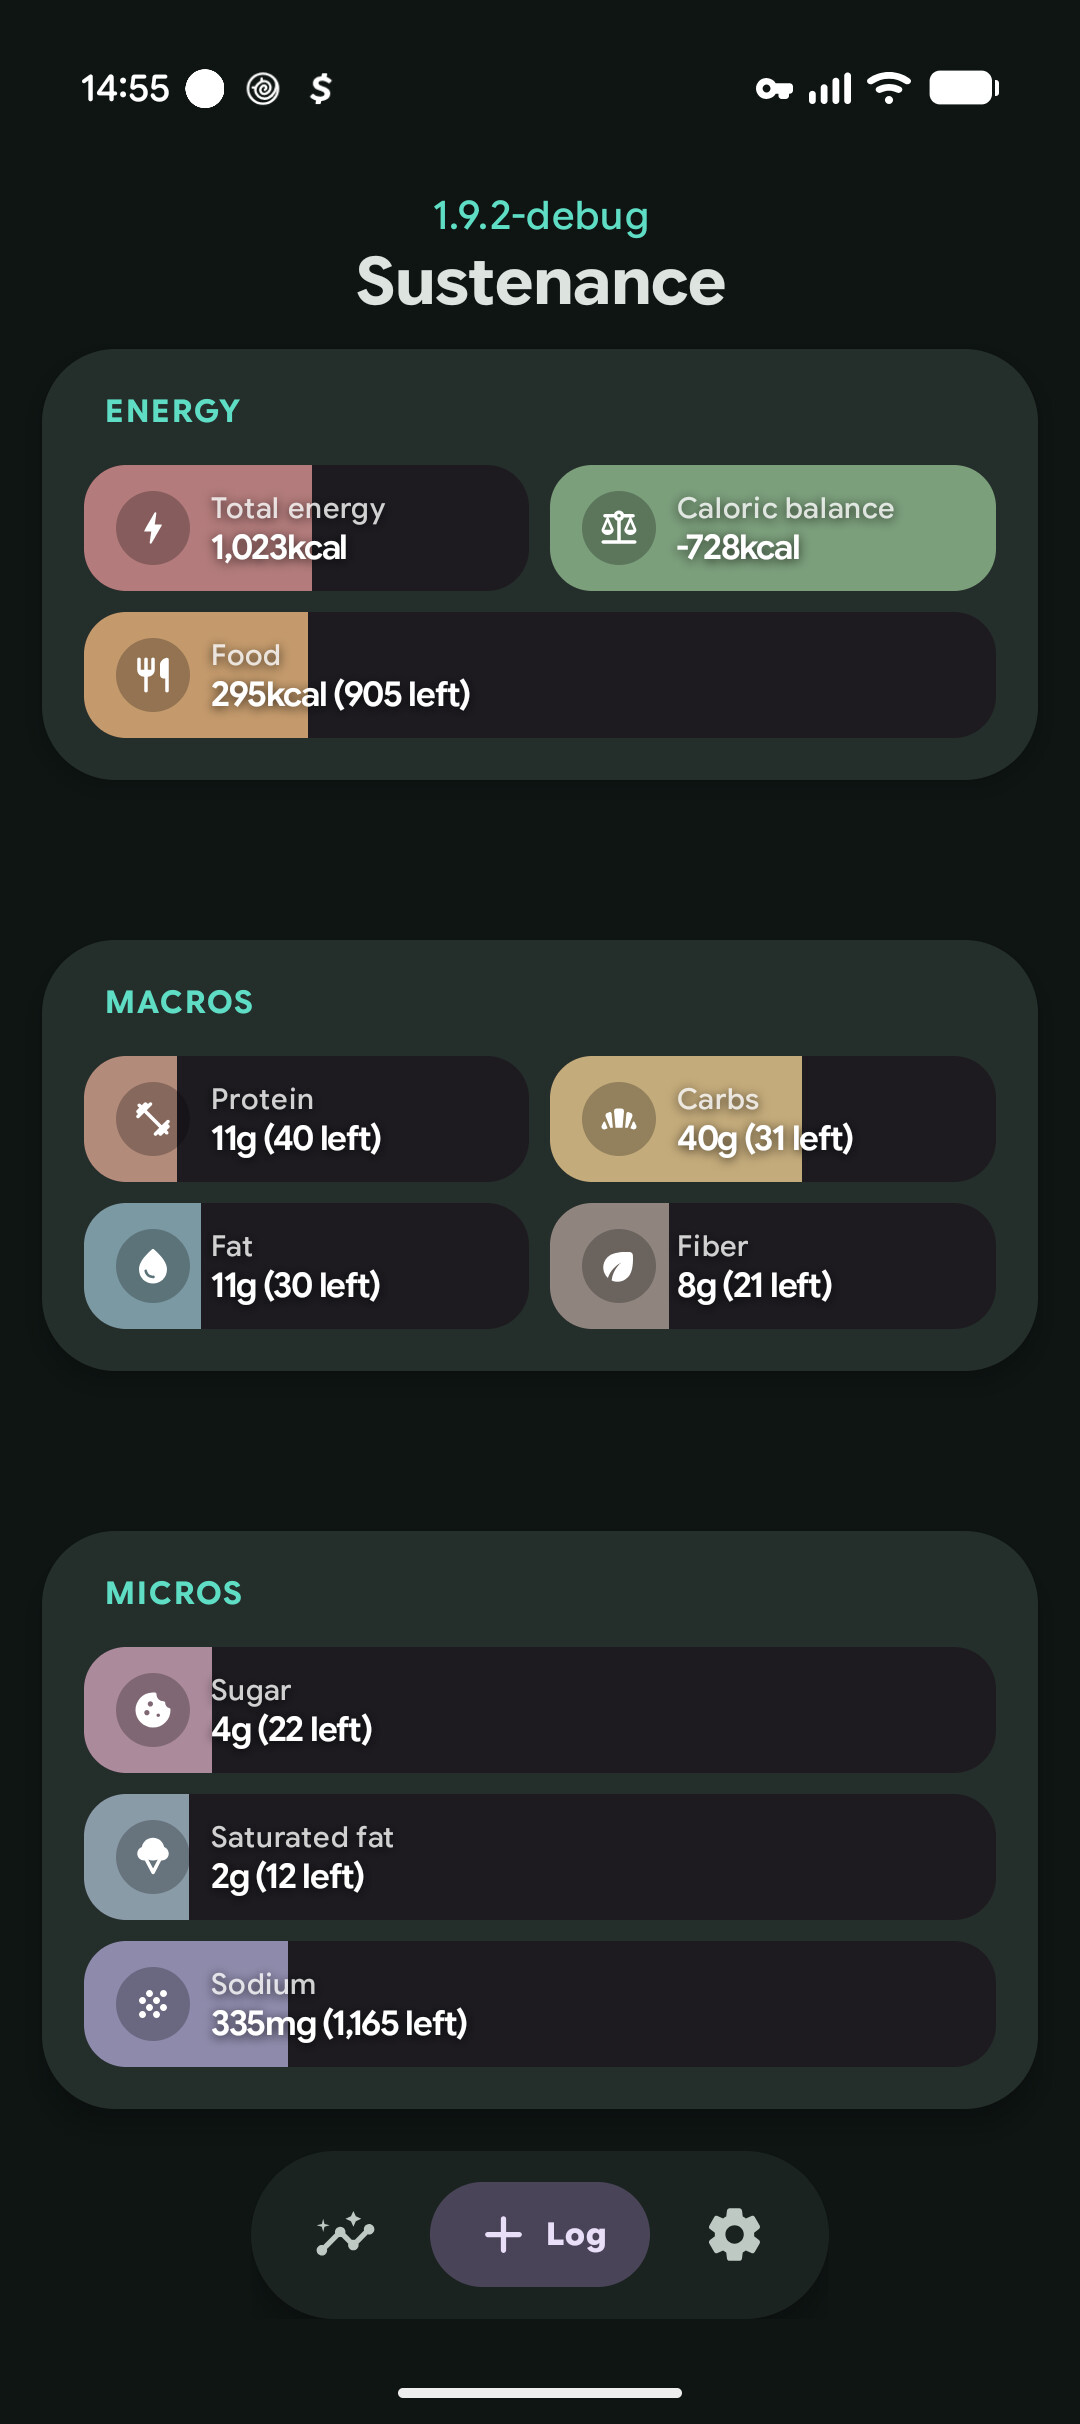 14:55
1.9.2-debug
Sustenance
ENERGY
Total energy
1,023kcal
Caloric balance
-728kcal
Food
295kcal (905 left)
MACROS
Protein
11g (40 left)
Carbs
40g (31 left)
Fat
11g (30 left)
Fiber
8g (21 left)
MICROS
Sugar
4g (22 left)
Saturated fat
2g (12 left)
Sodium
335mg (1,165 left)
Log